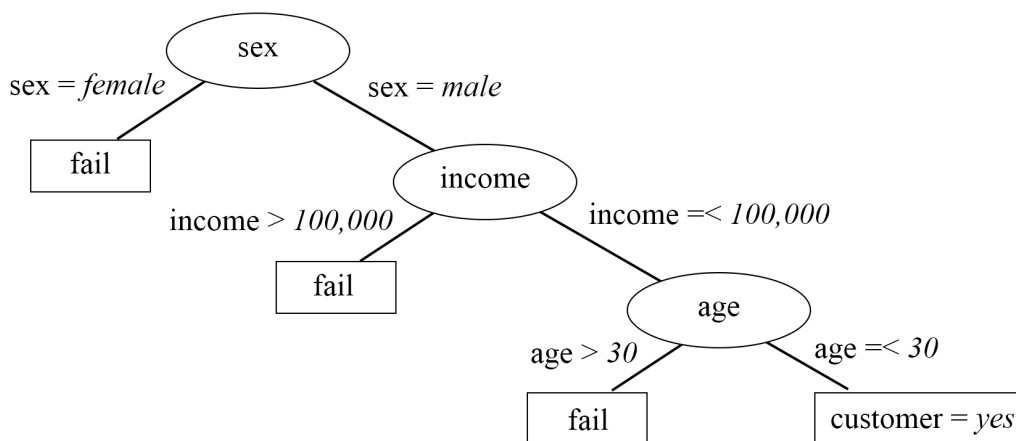 sex
sex = female
sex = male
fail
income
income > 100,000
income =< 100,000
fail
age
age > 30
age =< 30
fail
customer = yes